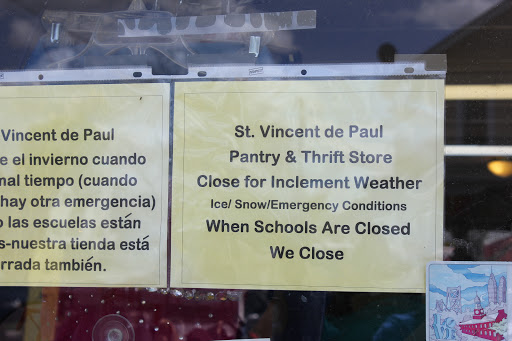 Vincent de Paul
e el invierno cuando
nal tiempo (cuando
hay otra emergencia)
o las escuelas están
s-nuestra tienda está
rrada también.
St. Vincent de Paul
Pantry & Thrift Store
Close for Inclement Weather
Ice/ Snow/Emergency Conditions
When Schools Are Closed
We Close